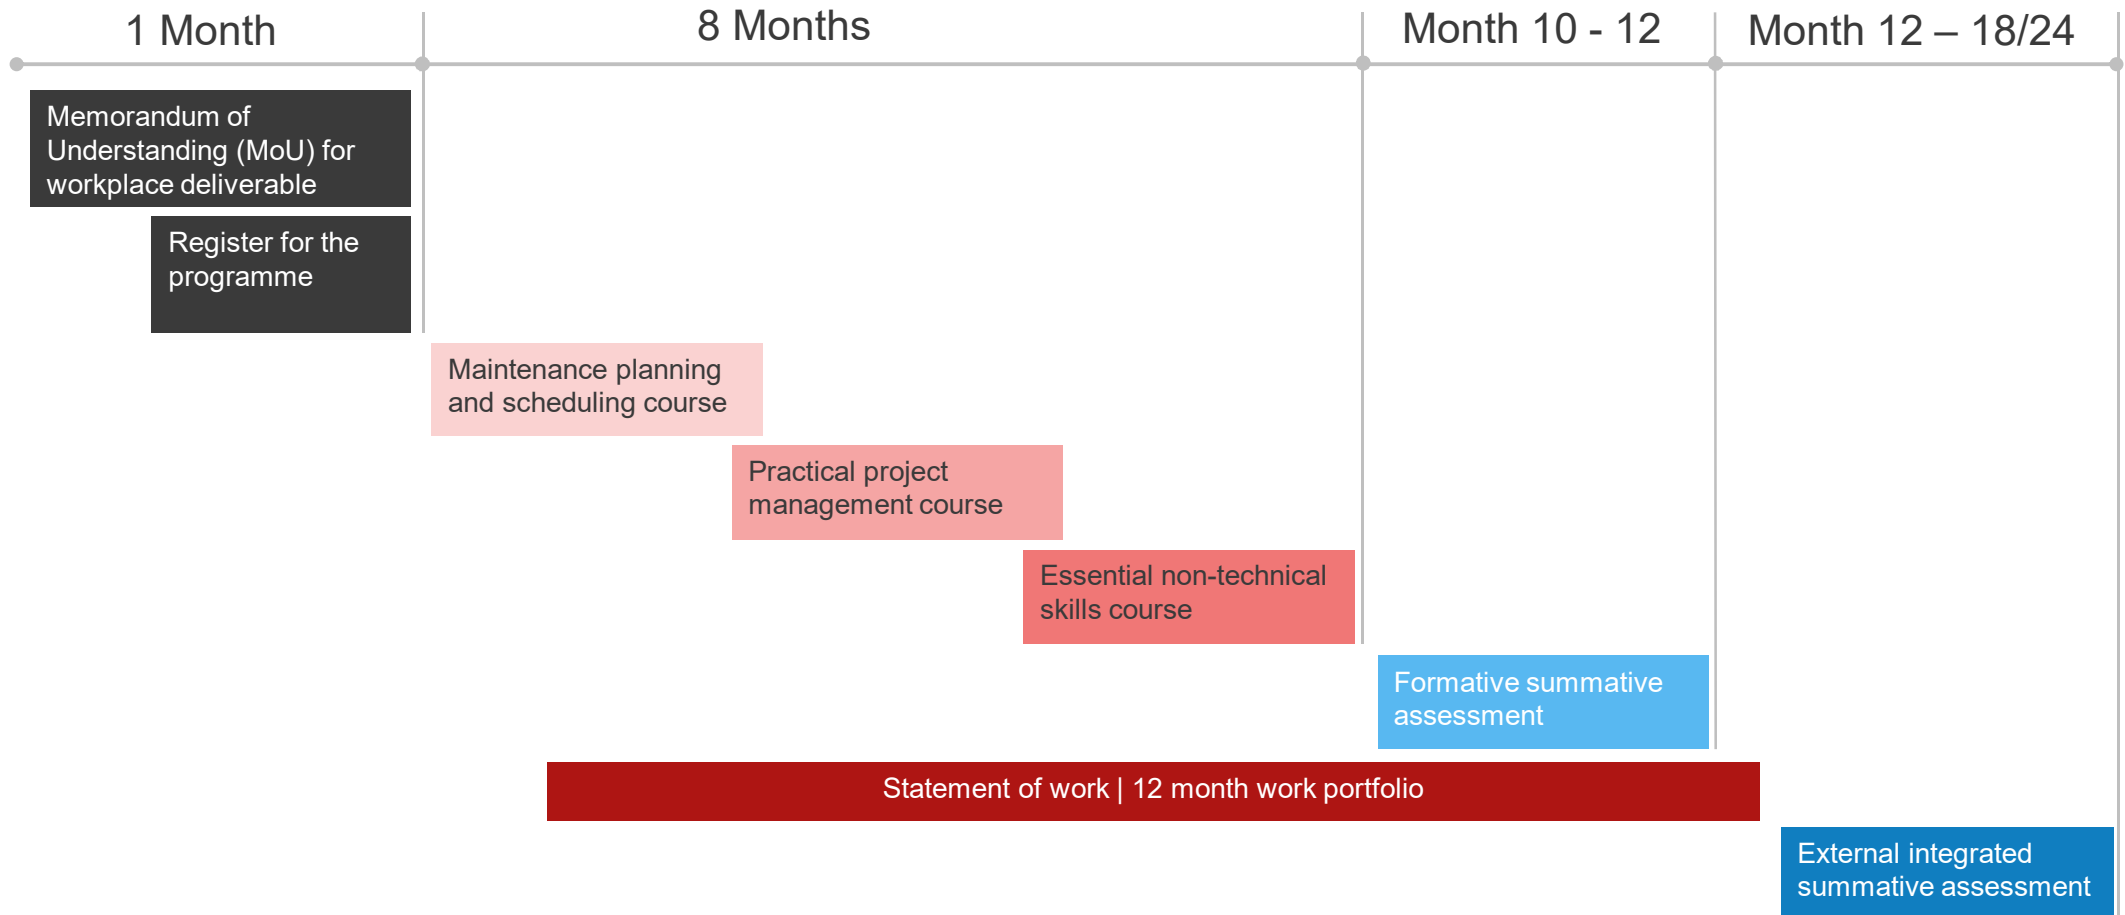 1 Month
8 Months
Month 10 - 12
Month 12 – 18/24
Memorandum of
Understanding (MoU) for
workplace deliverable
Register for the
programme
Maintenance planning
and scheduling course
Practical project
management course
Essential non-technical
skills course
Formative summative
assessment
Statement of work | 12 month work portfolio
External integrated
summative assessment